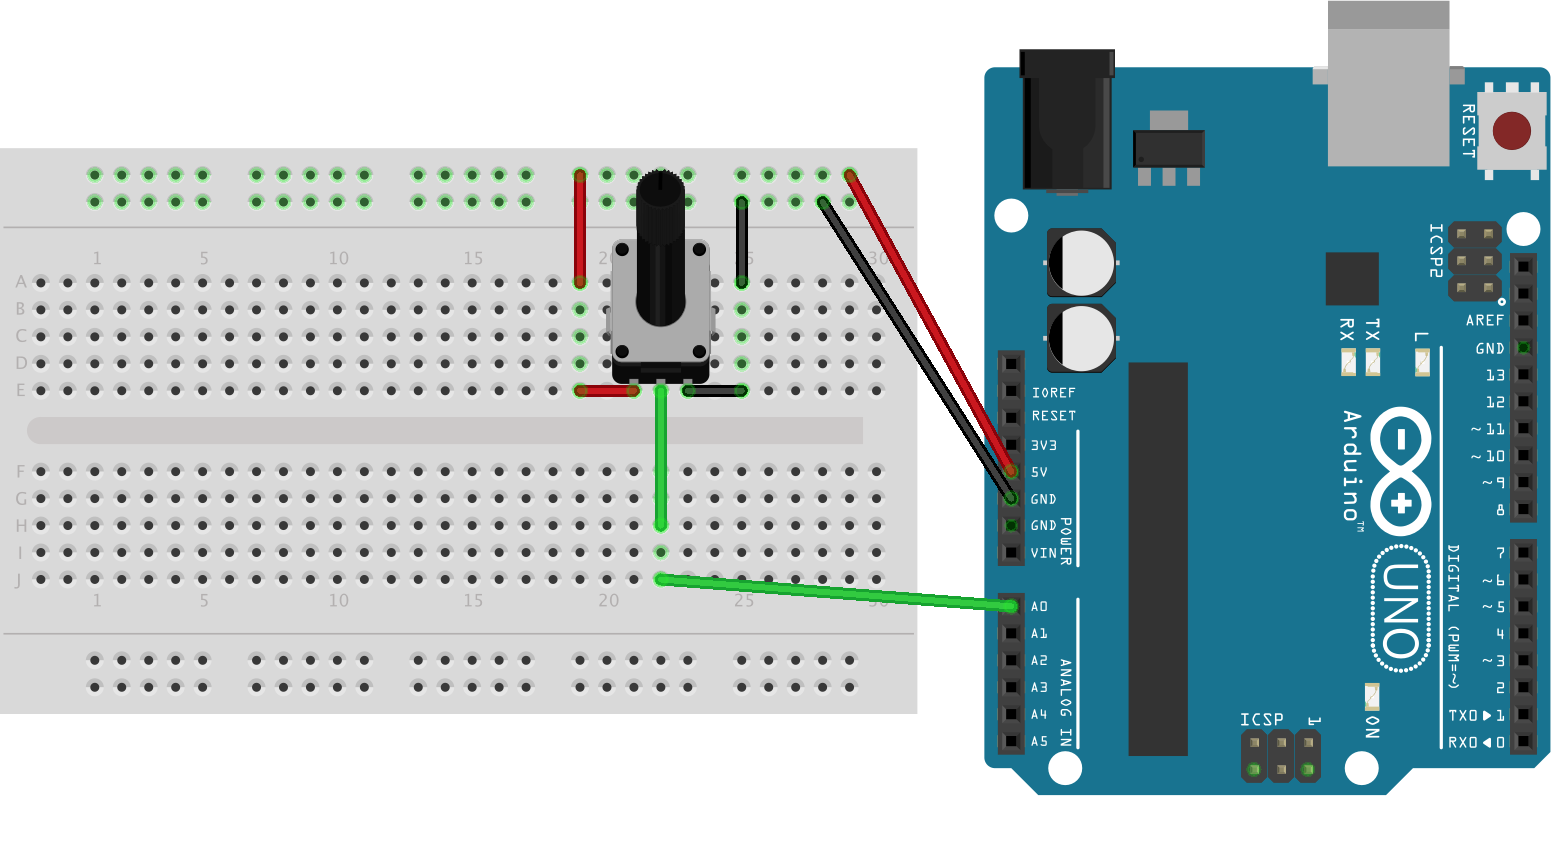 1 5 10 15 20 25 30
A
B
C
D
E
F
G
H
I
J
1 5 10 15 20 25 30
RESET
ICSP2
IOREF
RESET
3V3
5V
GND
GND
VIN
POWER
A0
A1
A2
A3
A4
A5
ANALOG IN
RX TX L
Arduino™
UNO
AREF
GND
13
12
~11
~10
~9
8
7
~6
~5
4
~3
2
TX0▶1
RX0◀0
DIGITAL (PWM=~)
ICSP 1
ON